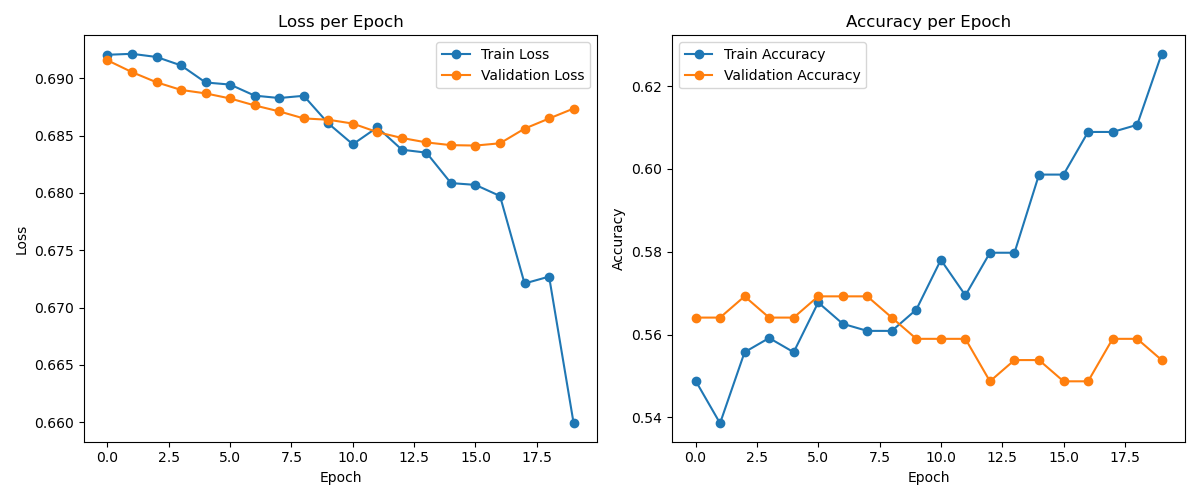 Loss per Epoch
Train Loss
Validation Loss
0.690
0.685
0.680
0.675
0.670
0.665
0.660
Loss
0.0 2.5 5.0 7.5 10.0 12.5 15.0 17.5
Epoch
Accuracy per Epoch
Train Accuracy
Validation Accuracy
0.62
0.60
0.58
0.56
0.54
Accuracy
0.0 2.5 5.0 7.5 10.0 12.5 15.0 17.5
Epoch